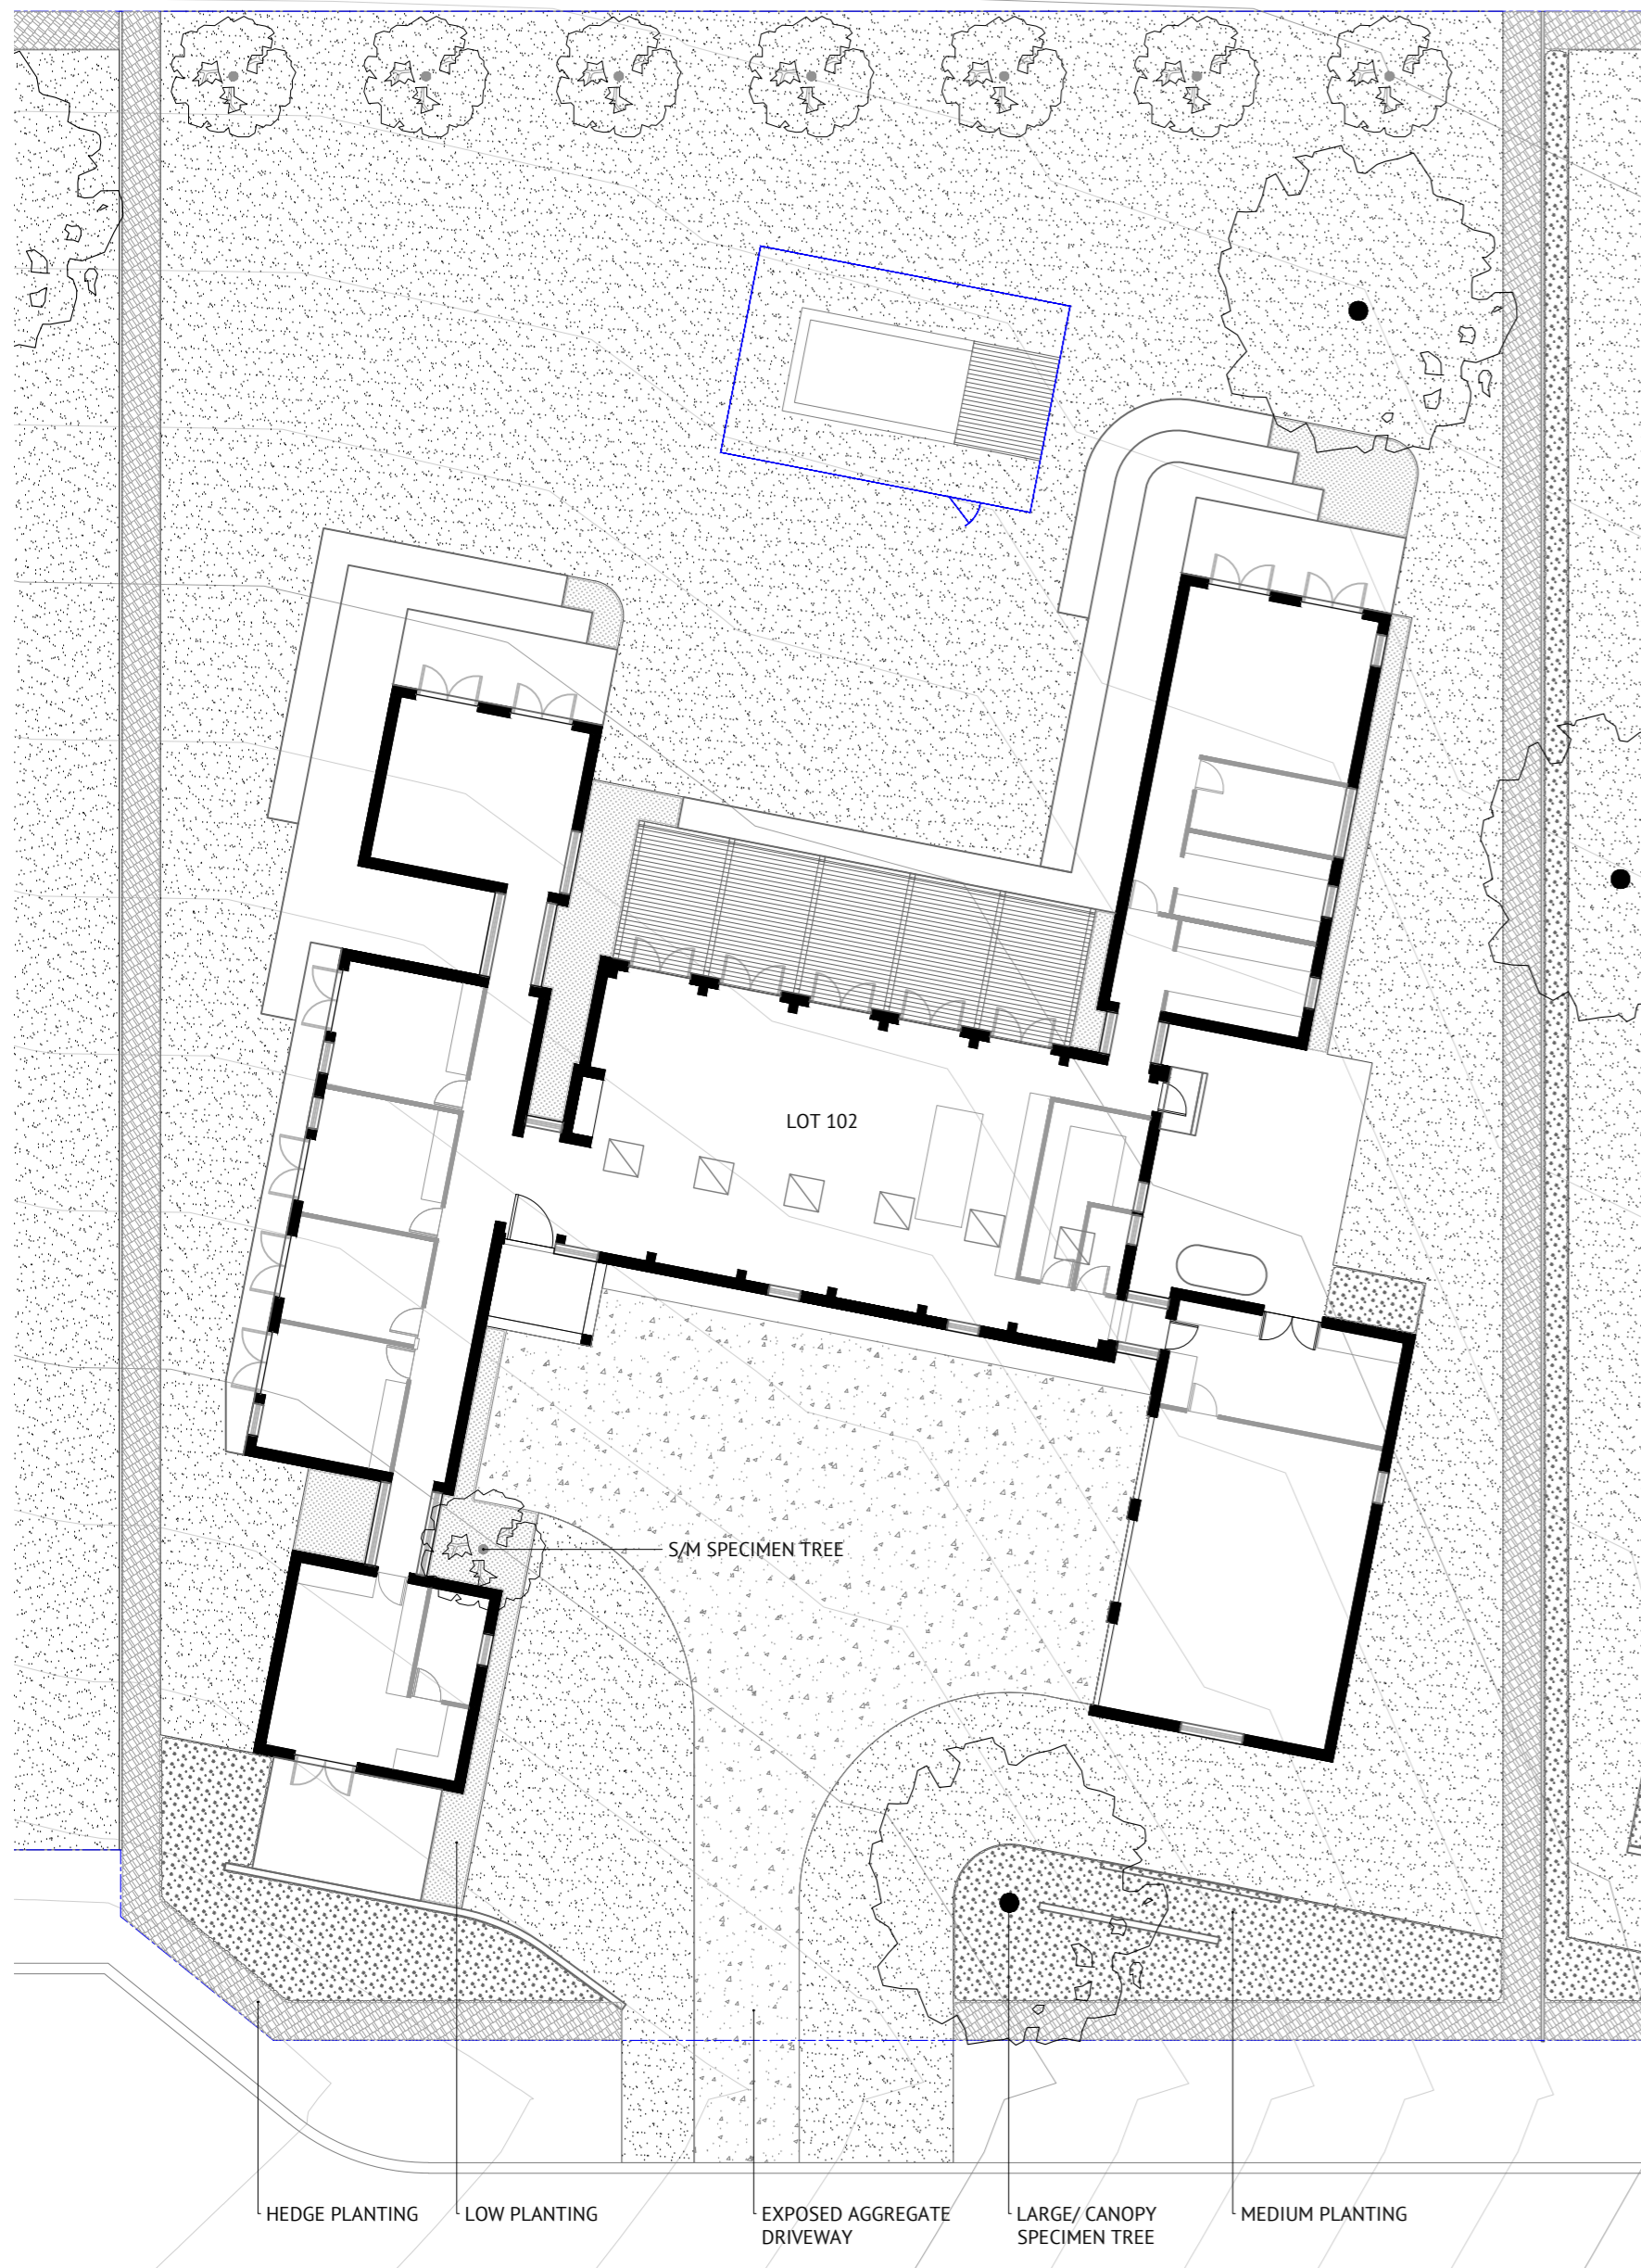 LOT 102
S/M SPECIMEN TREE
HEDGE PLANTING
LOW PLANTING
EXPOSED AGGREGATE
DRIVEWAY
LARGE/ CANOPY
SPECIMEN TREE
MEDIUM PLANTING